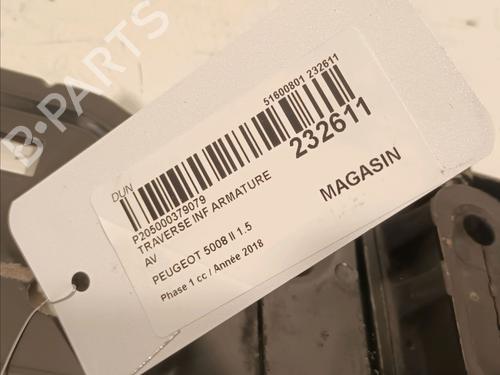 B-PARTS
DUN
51600801 232611
232611
P205000379079
TRAVERSE INF ARMATURE
AV
PEUGEOT 5008 II 1.5
Phase 1 cc / Année 2018
MAGASIN